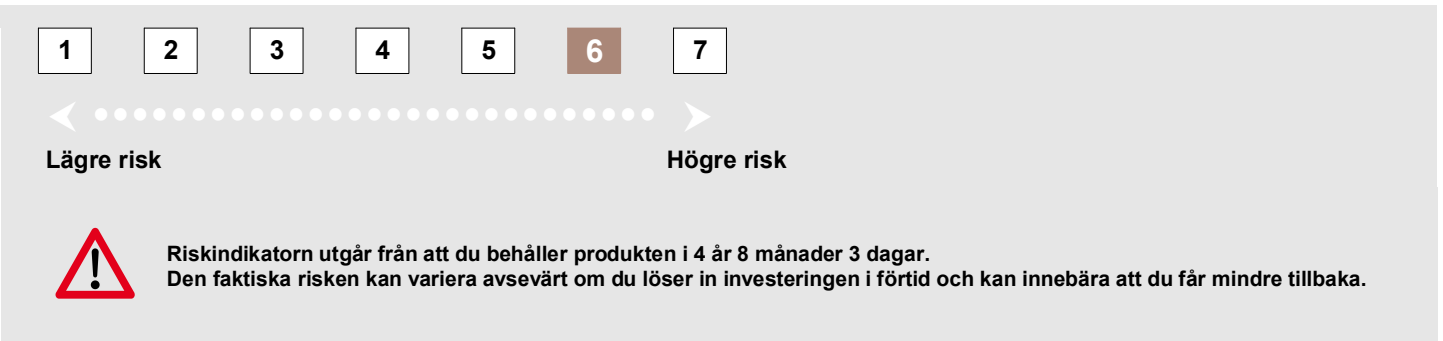 1 2 3 4 5 6 7
Lägre risk Högre risk
Riskindikatorn utgår från att du behåller produkten i 4 år 8 månader 3 dagar.
Den faktiska risken kan variera avsevärt om du löser in investeringen i förtid och kan innebära att du får mindre tillbaka.